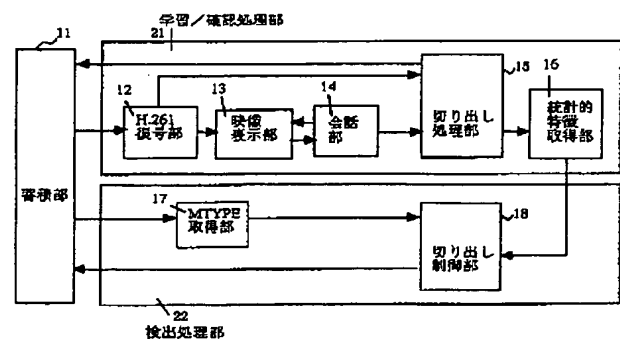 学習／確認処理部
11
21
12
13
14
15
16
H.261
復号部
映像
表示部
会話
部
切り出し
処理部
統計的
特徴
取得部
蓄積部
17
MTYPE
取得部
18
切り出し
制御部
22
検出処理部